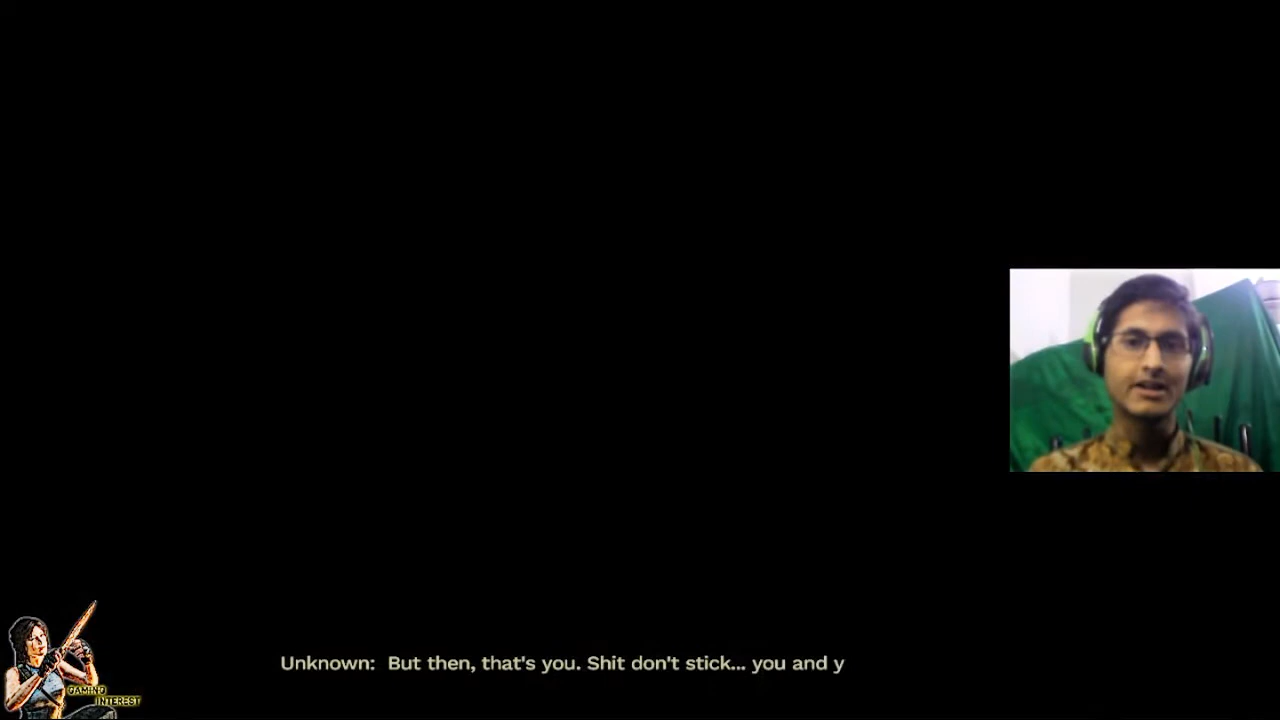 Unknown:  But then, that's you. Shit don't stick... you and y
GAMING
INTEREST